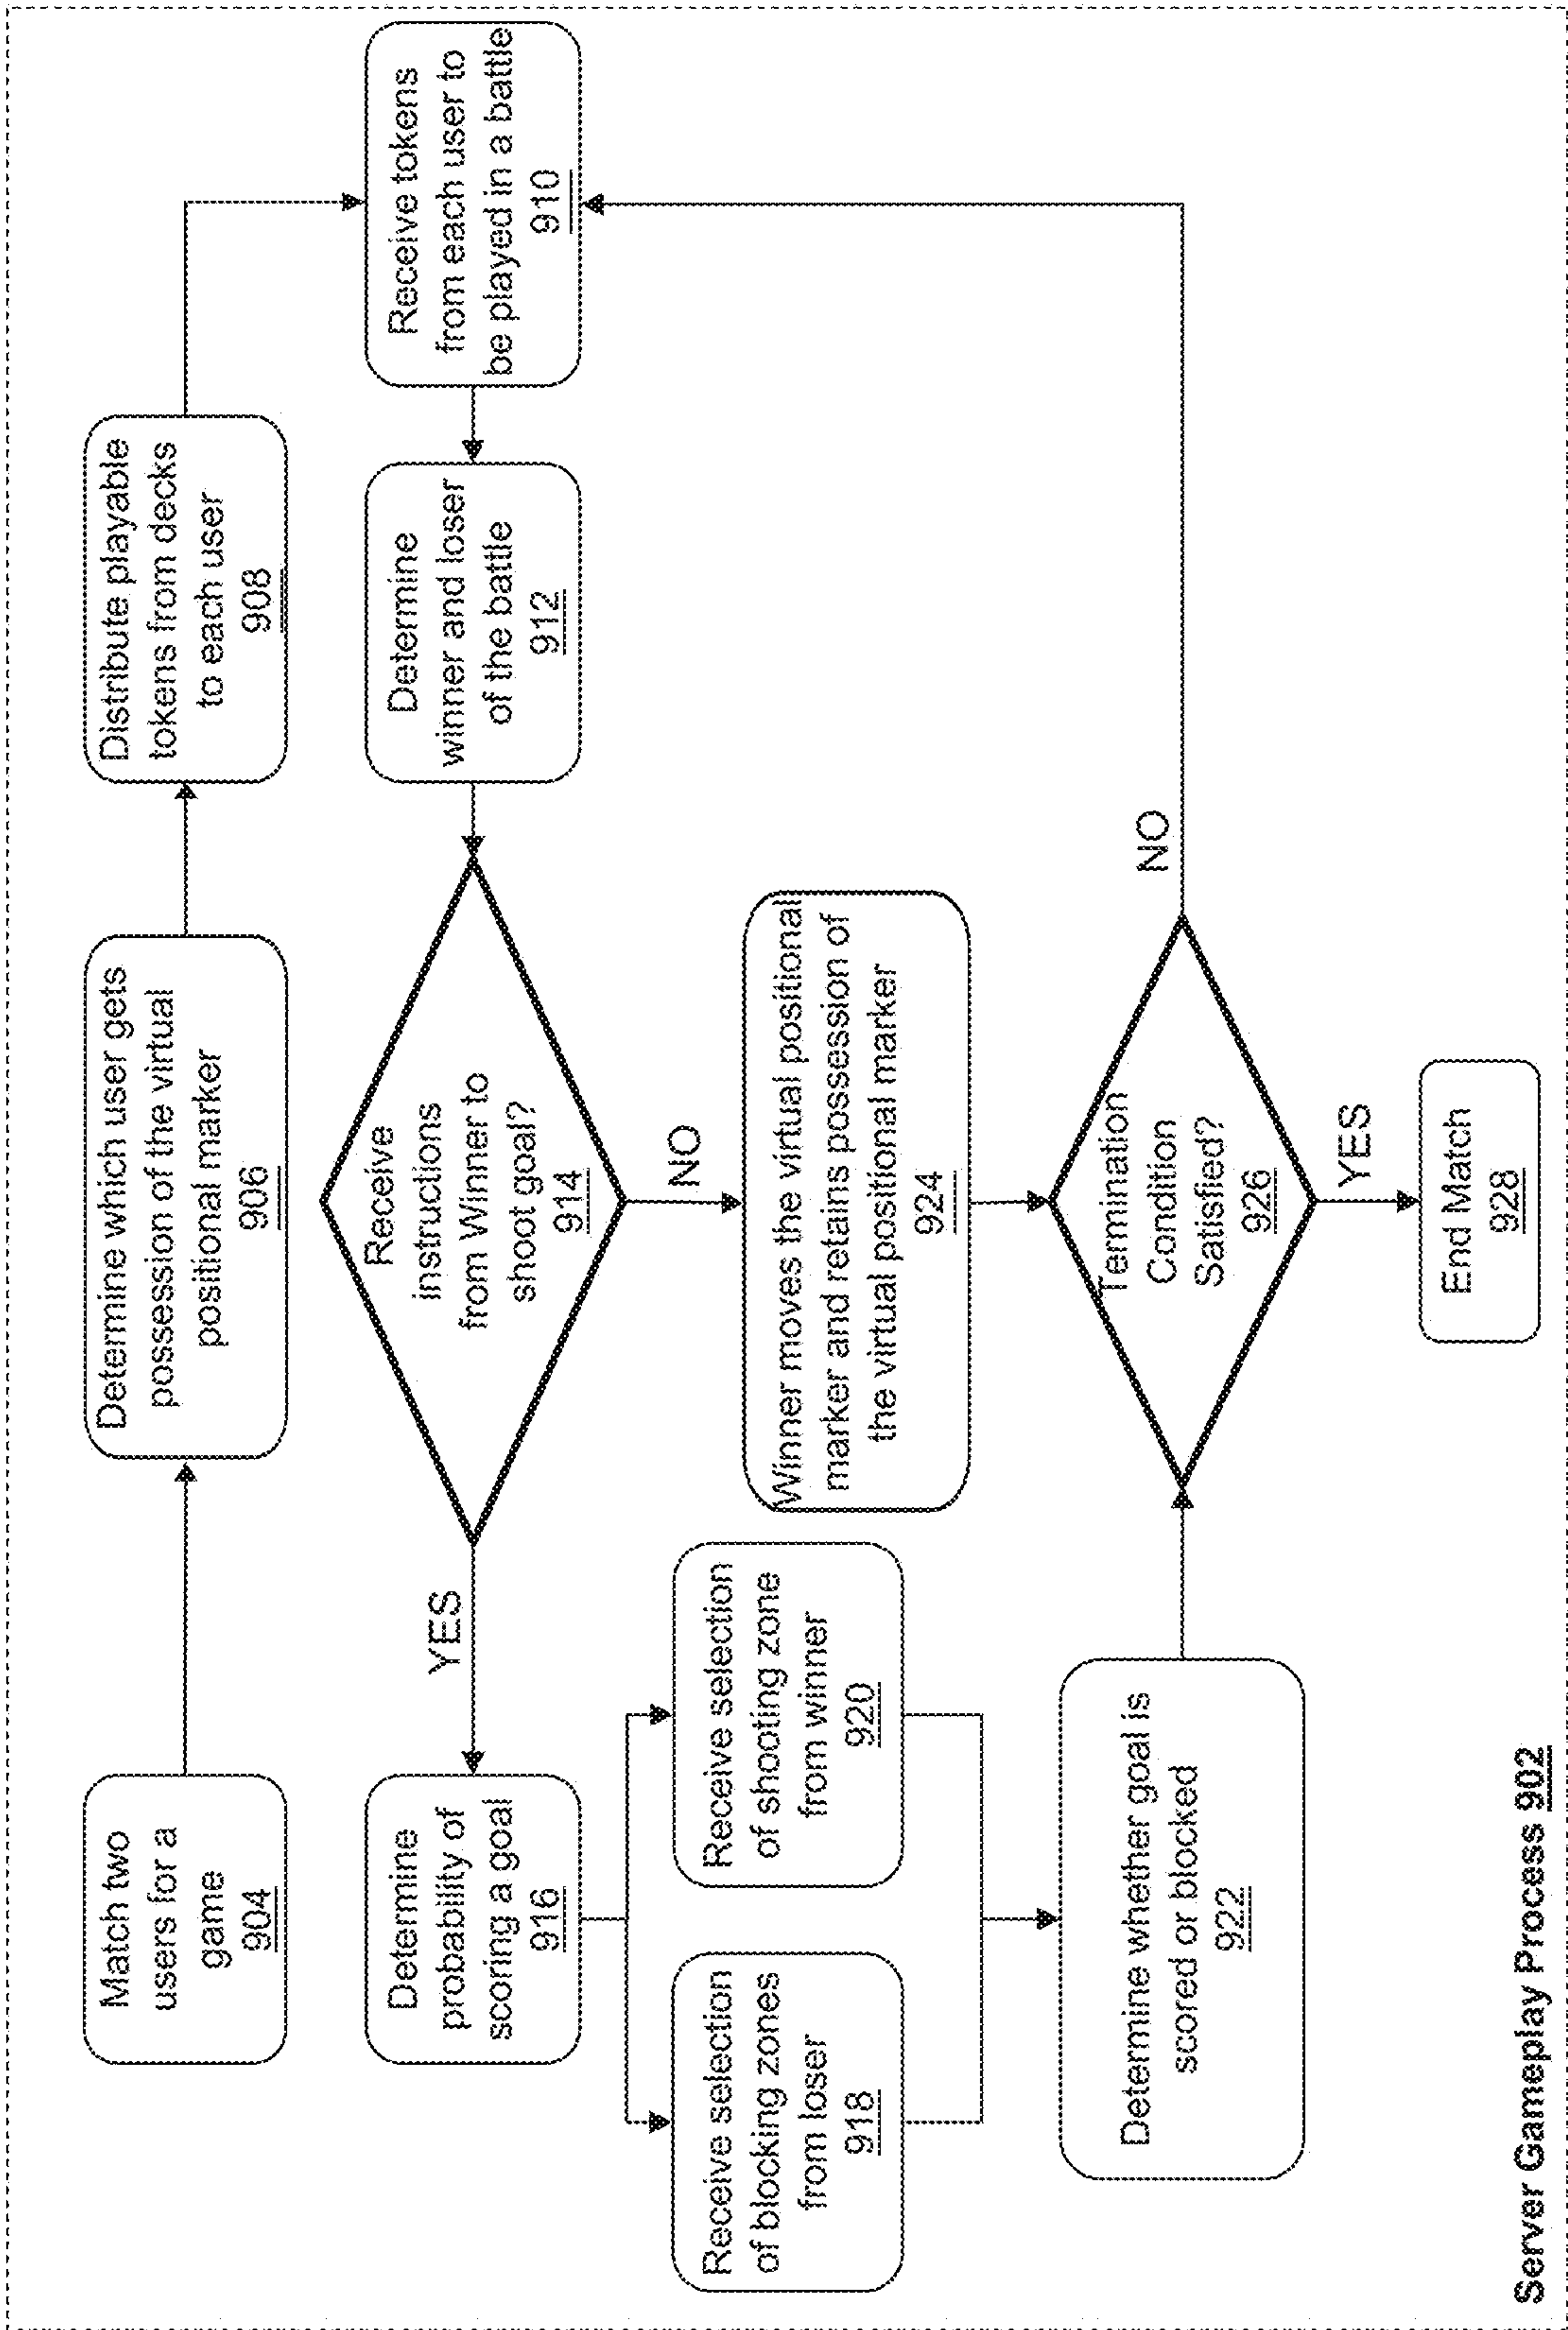 Match two
users for a
game
904
Determine which user gets
possession of the virtual
positional marker
906
Distribute playable
tokens from decks
to each user
908
Receive tokens
from each user to
be played in a battle
910
Determine
winner and loser
of the battle
912
Receive
instructions
from Winner to
shoot goal?
914
YES
NO
Determine
probability of
scoring a goal
916
Receive selection
of blocking zones
from loser
918
Receive selection
of shooting zone
from winner
920
Determine whether goal is
scored or blocked
922
Winner moves the virtual positional
marker and retains possession of
the virtual positional marker
924
Termination
Condition
Satisfied?
926
NO
YES
End Match
928
Server Gameplay Process 902